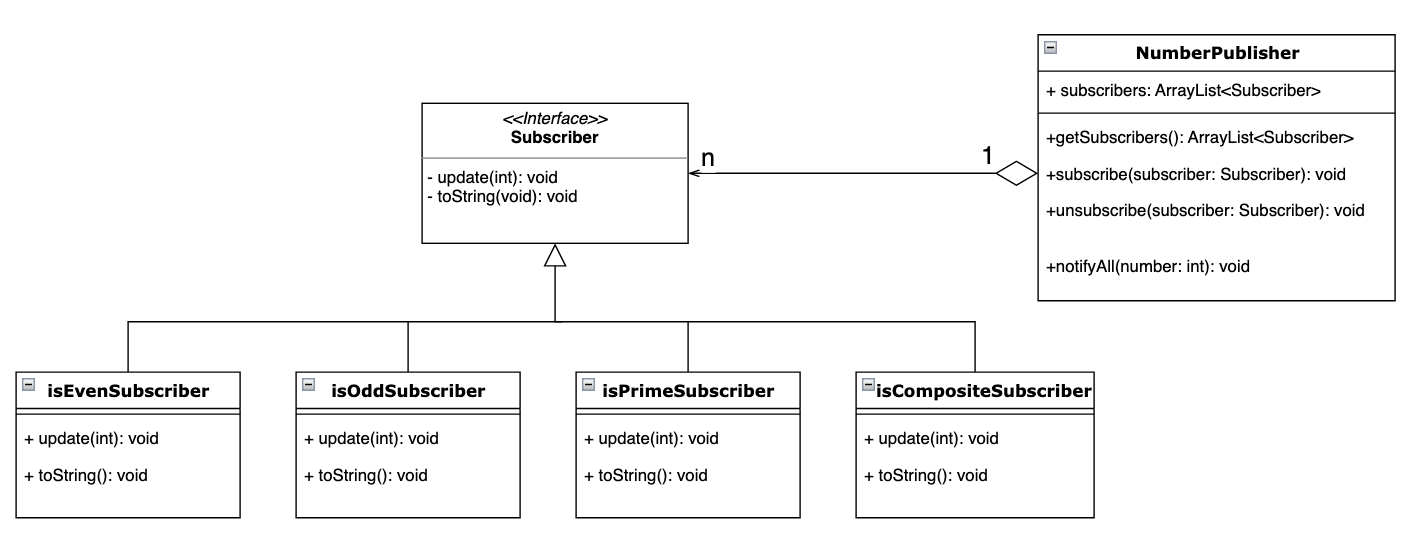 NumberPublisher
+ subscribers: ArrayList<Subscriber>
+getSubscribers(): ArrayList<Subscriber>
+subscribe(subscriber: Subscriber): void
+unsubscribe(subscriber: Subscriber): void
+notifyAll(number: int): void
<<Interface>>
Subscriber
- update(int): void
- toString(void): void
n
1
isEvenSubscriber
+ update(int): void
+ toString(): void
isOddSubscriber
+ update(int): void
+ toString(): void
isPrimeSubscriber
+ update(int): void
+ toString(): void
isCompositeSubscriber
+ update(int): void
+ toString(): void